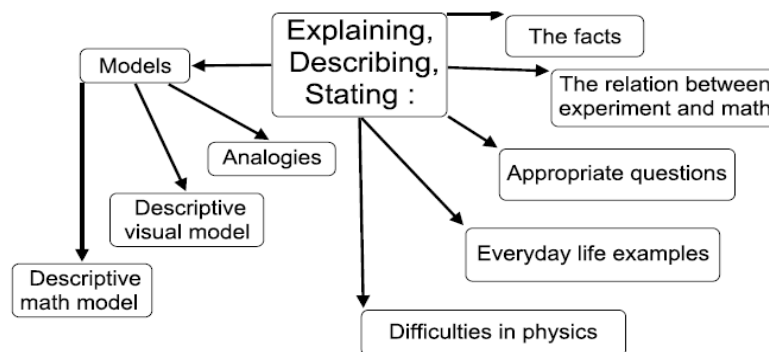 Explaining,
Describing,
Stating :
The facts
Models
The relation between
experiment and math
Analogies
Appropriate questions
Descriptive
visual model
Everyday life examples
Descriptive
math model
Difficulties in physics